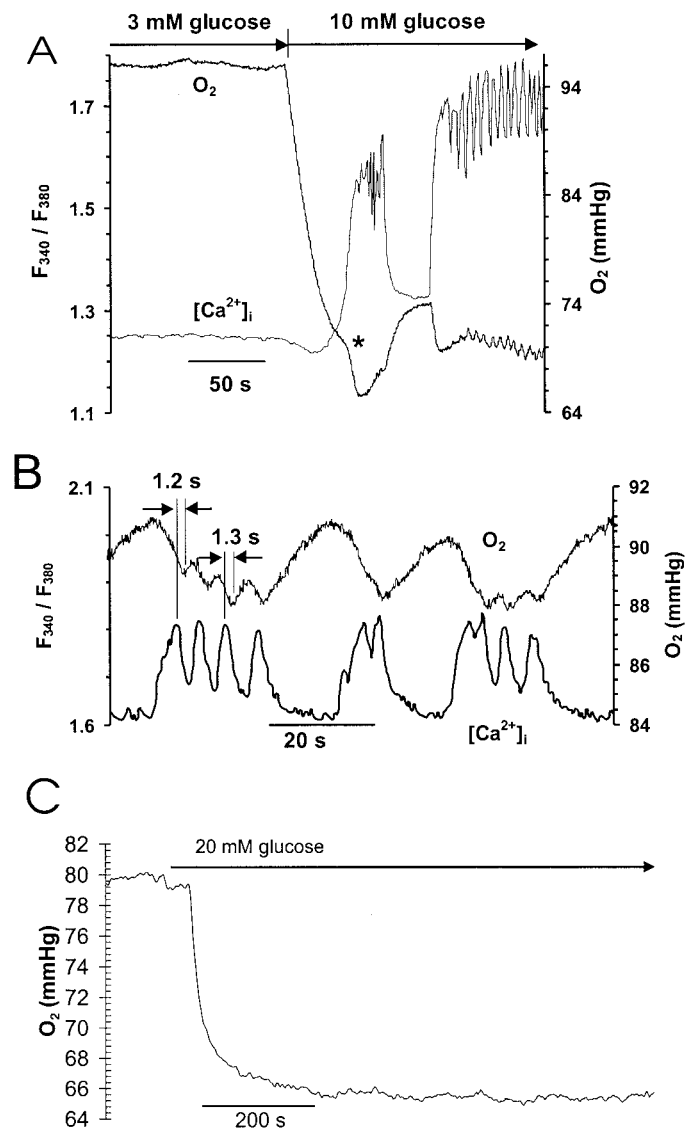 A
3 mM glucose
10 mM glucose
O2
[Ca2+]i
*
50 s
F340 / F380
1.7
1.5
1.3
1.1
94
84
74
64
O2 (mmHg)
B
1.2 s
1.3 s
O2
[Ca2+]i
20 s
F340 / F380
2.1
1.6
92
90
88
86
84
O2 (mmHg)
C
20 mM glucose
O2 (mmHg)
82
80
78
76
74
72
70
68
66
64
200 s